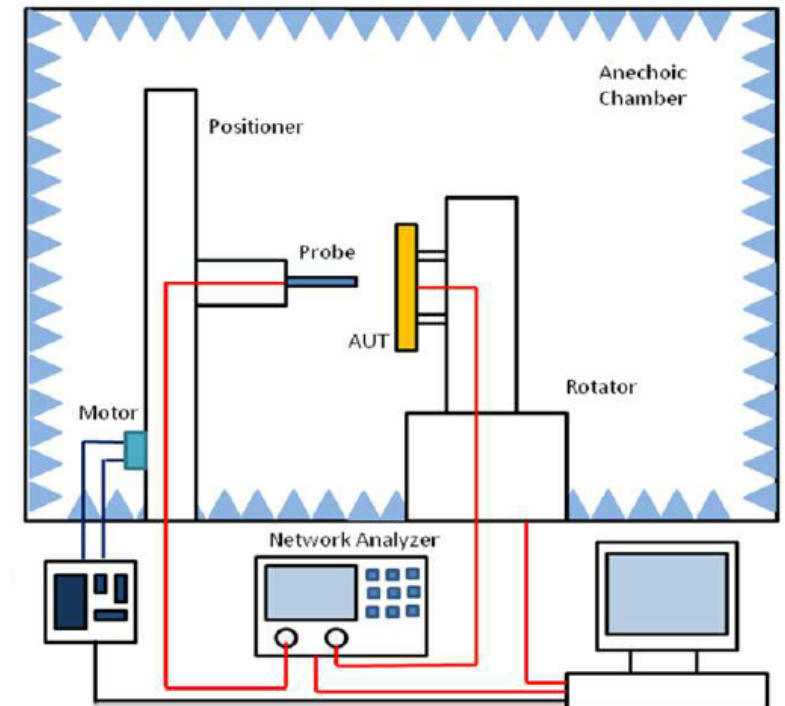 Anechoic
Chamber
Positioner
Probe
AUT
Rotator
Motor
Network Analyzer